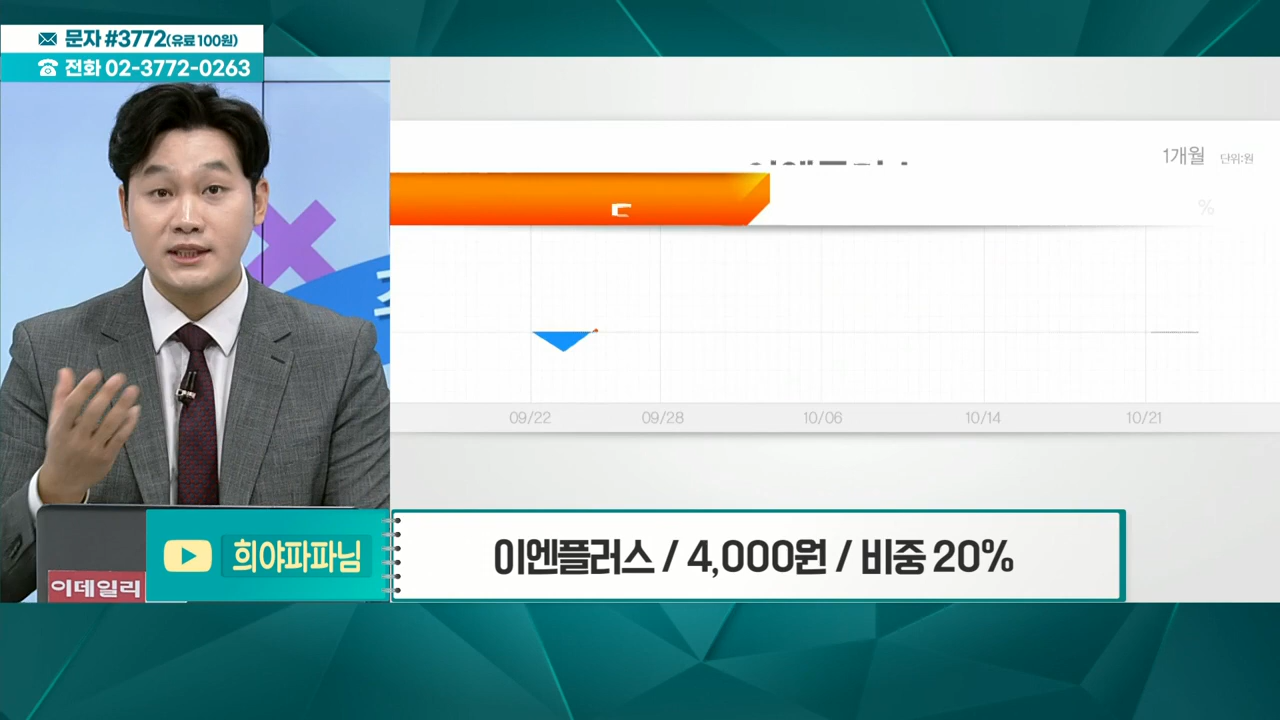 문자 #3772(유료 100원)
전화 02-3772-0263
1개월 단위:원
%
09/22 09/28 10/06 10/14 10/21
희야파파님
이엔플러스 / 4,000원 / 비중 20%
이데일리